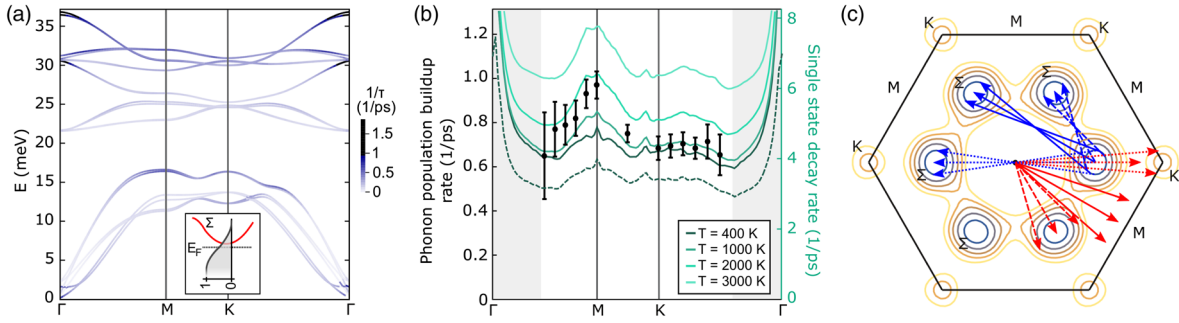 (a)
35
30
25
20
15
10
5
0
E (meV)
Γ
M
K
Γ
1/τ
(1/ps)
1.5
1
0.5
0
Σ
E_F
1
0
(b)
1.2
1.0
0.8
0.6
0.4
0.2
0
Phonon population buildup
rate (1/ps)
Γ
M
K
Γ
8
6
4
2
0
Single state decay rate (1/ps)
T = 400 K
T = 1000 K
T = 2000 K
T = 3000 K
(c)
K
M
K
M
M
Σ
Σ
Σ
K
Σ
M